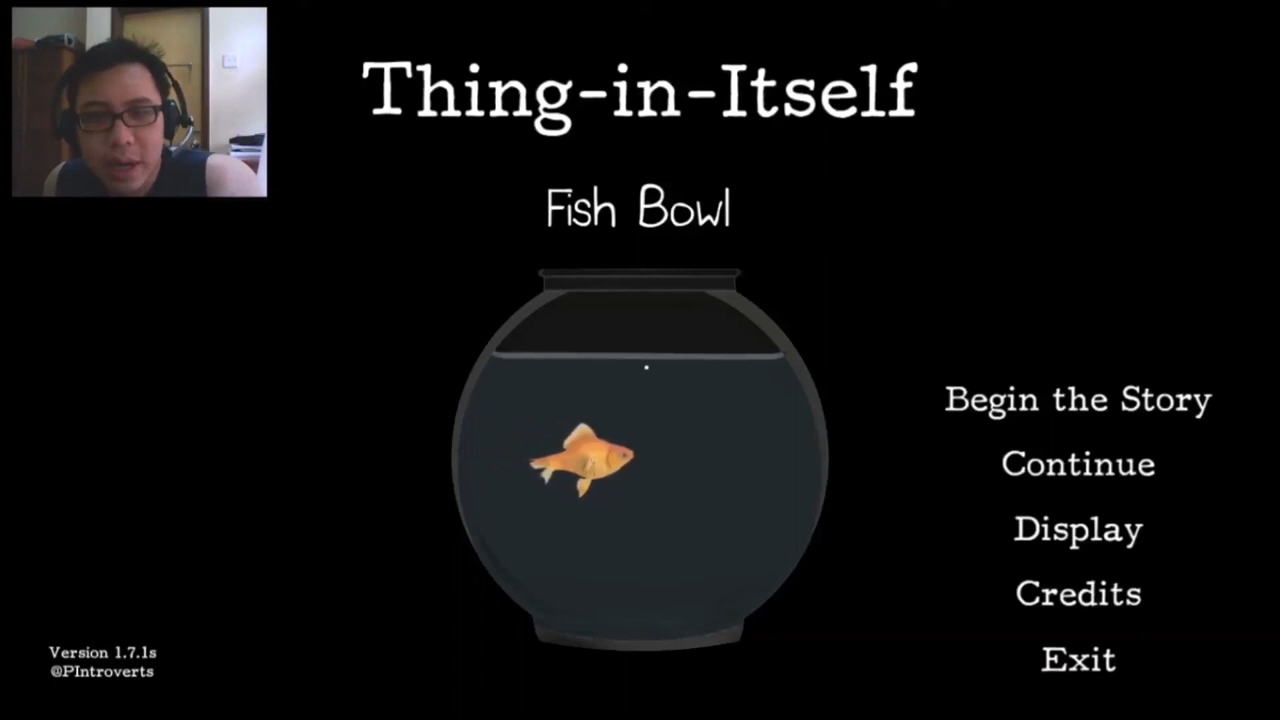 Thing-in-Itself
Fish Bowl
Begin the Story
Continue
Display
Credits
Exit
Version 1.7.1s
@PIntroverts